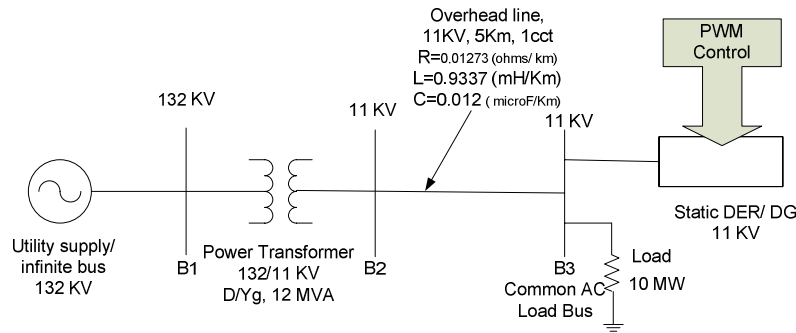 Overhead line,
11KV, 5Km, 1cct
R=0.01273 (ohms/ km)
L=0.9337 (mH/Km)
C=0.012 ( microF/Km)
PWM
Control
132 KV
11 KV
11 KV
Static DER/ DG
11 KV
Utility supply/
infinite bus
132 KV
B1
Power Transformer
132/11 KV
D/Yg, 12 MVA
B2
B3
Common AC
Load Bus
Load
10 MW